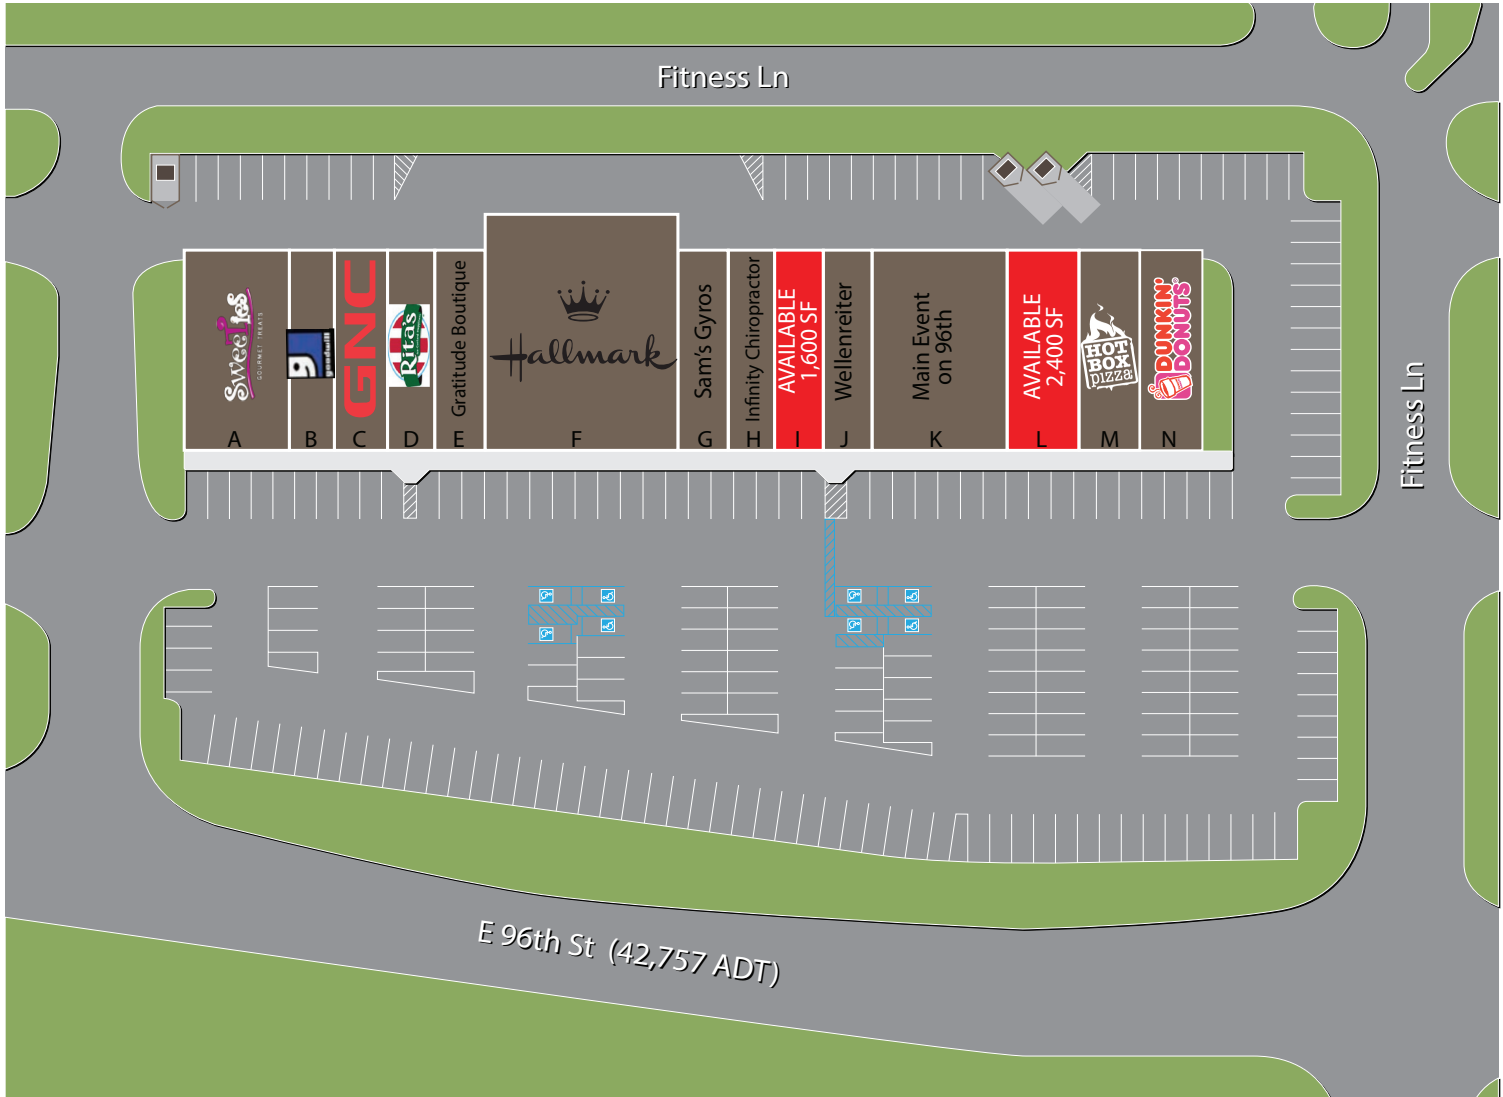 Fitness Ln
Sweeties
GOURMET TREATS
A
goodwill
B
GNC
C
Rita's
D
Gratitude Boutique
E
Hallmark
F
Sam's Gyros
G
Infinity Chiropractor
H
AVAILABLE
1,600 SF
I
Wellenreiter
J
Main Event
on 96th
K
AVAILABLE
2,400 SF
L
HOT
BOX
pizza
M
DUNKIN'
DONUTS
N
Fitness Ln
E 96th St (42,757 ADT)